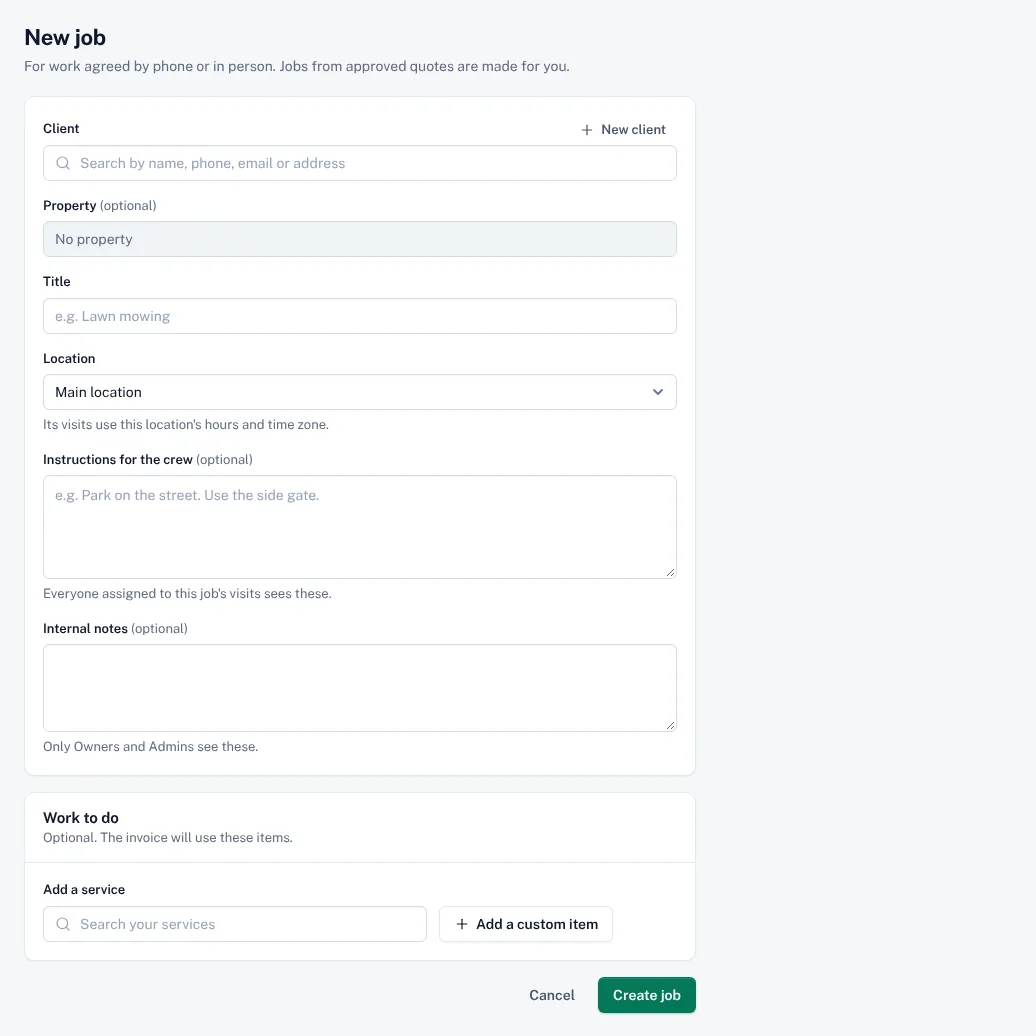 New job
For work agreed by phone or in person. Jobs from approved quotes are made for you.
Client
+ New client
Search by name, phone, email or address
Property (optional)
No property
Title
e.g. Lawn mowing
Location
Main location
Its visits use this location's hours and time zone.
Instructions for the crew (optional)
e.g. Park on the street. Use the side gate.
Everyone assigned to this job's visits sees these.
Internal notes (optional)
Only Owners and Admins see these.
Work to do
Optional. The invoice will use these items.
Add a service
Search your services
+ Add a custom item
Cancel
Create job